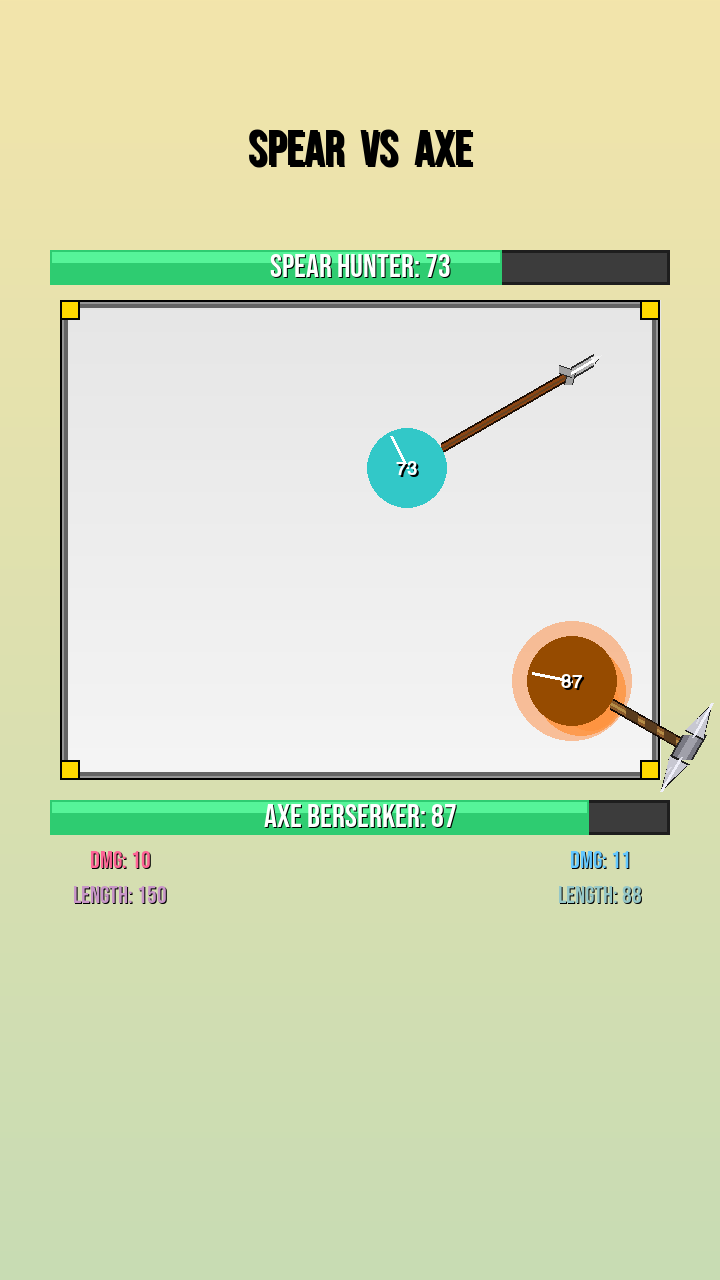 SPEAR VS AXE
SPEAR HUNTER: 73
73
87
AXE BERSERKER: 87
DMG: 10
DMG: 11
LENGTH: 150
LENGTH: 88